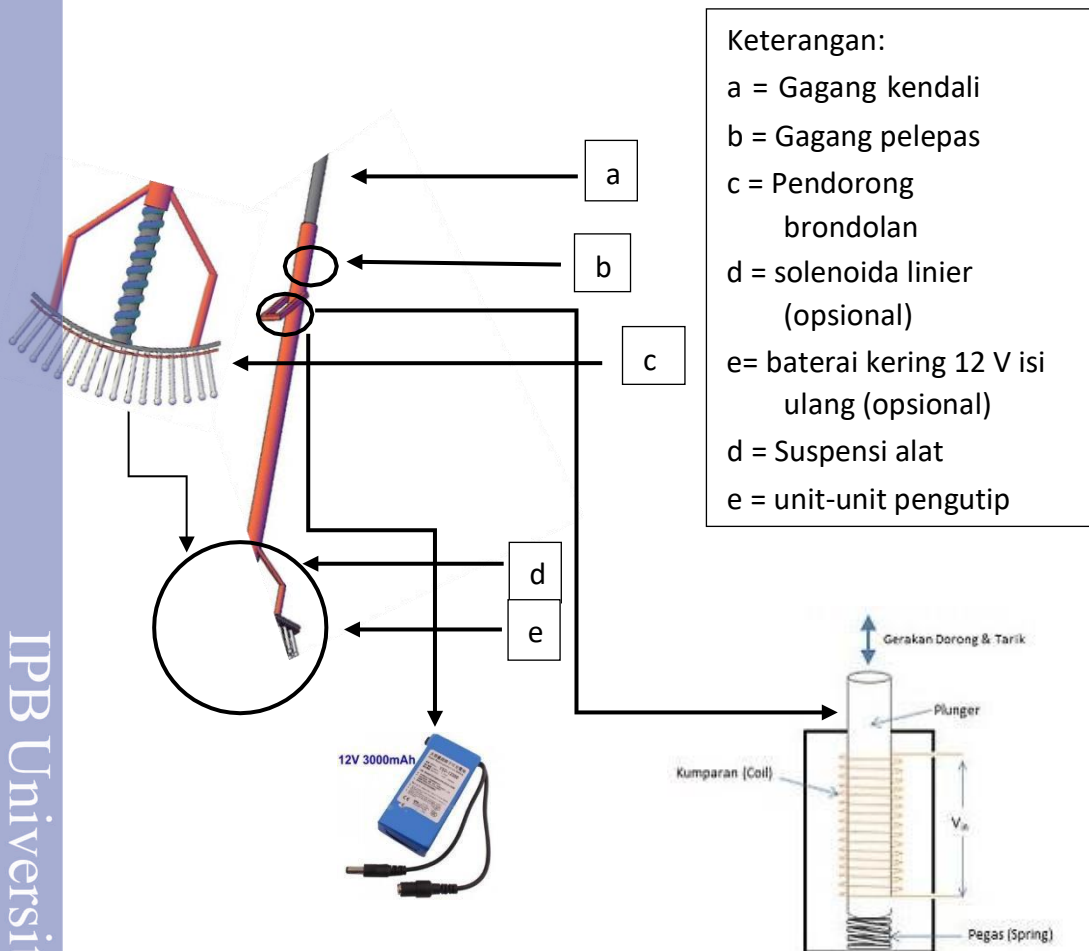 Keterangan:
a = Gagang kendali
b = Gagang pelepas
c = Pendorong
brondolan
d = solenoida linier
(opsional)
e= baterai kering 12 V isi
ulang (opsional)
d = Suspensi alat
e = unit-unit pengutip
a
b
c
d
e
12V 3000mAh
Gerakan Dorong & Tarik
Plunger
Kumparan (Coil)
Vin
Pegas (Spring)
IPB Universi